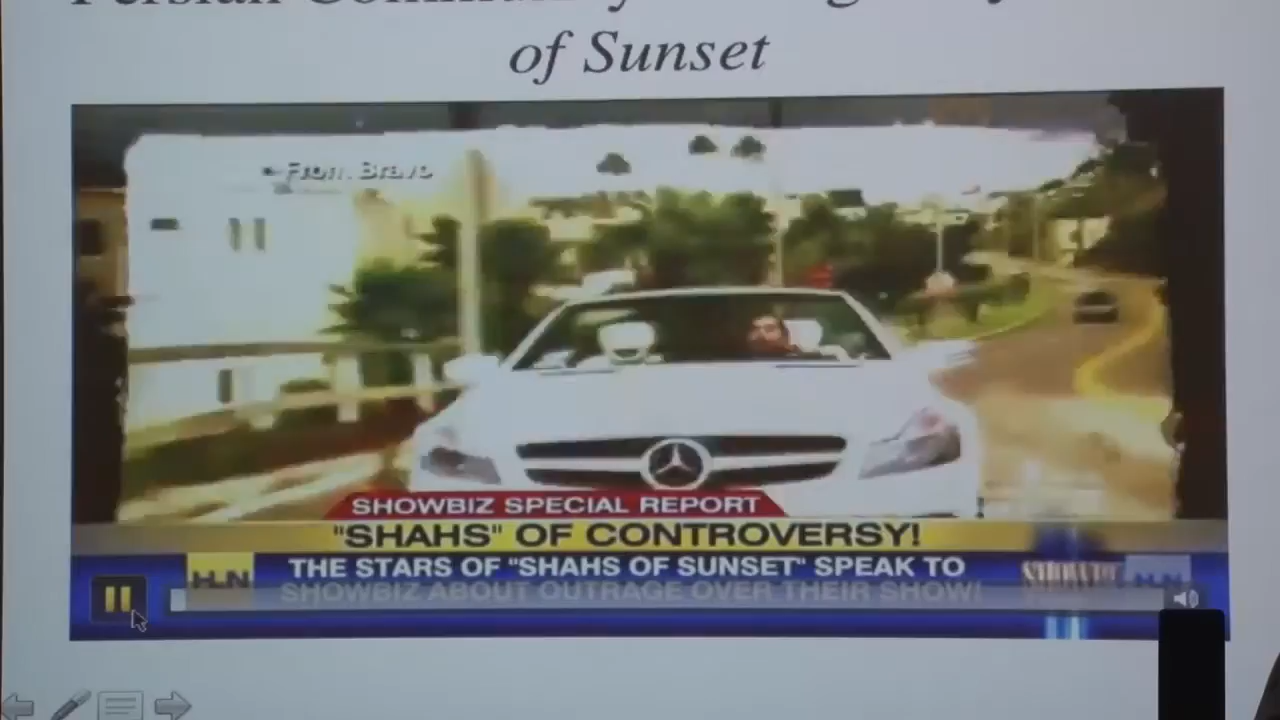 of Sunset
From Bravo
SHOWBIZ SPECIAL REPORT
"SHAHS" OF CONTROVERSY!
HLN
THE STARS OF "SHAHS OF SUNSET" SPEAK TO
SHOWBIZ ABOUT OUTRAGE OVER THEIR SHOW!